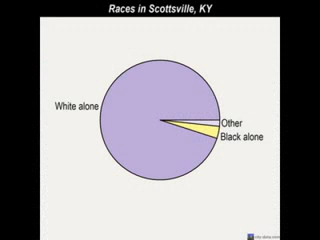 Races in Scottsville, KY
White alone
Other
Black alone